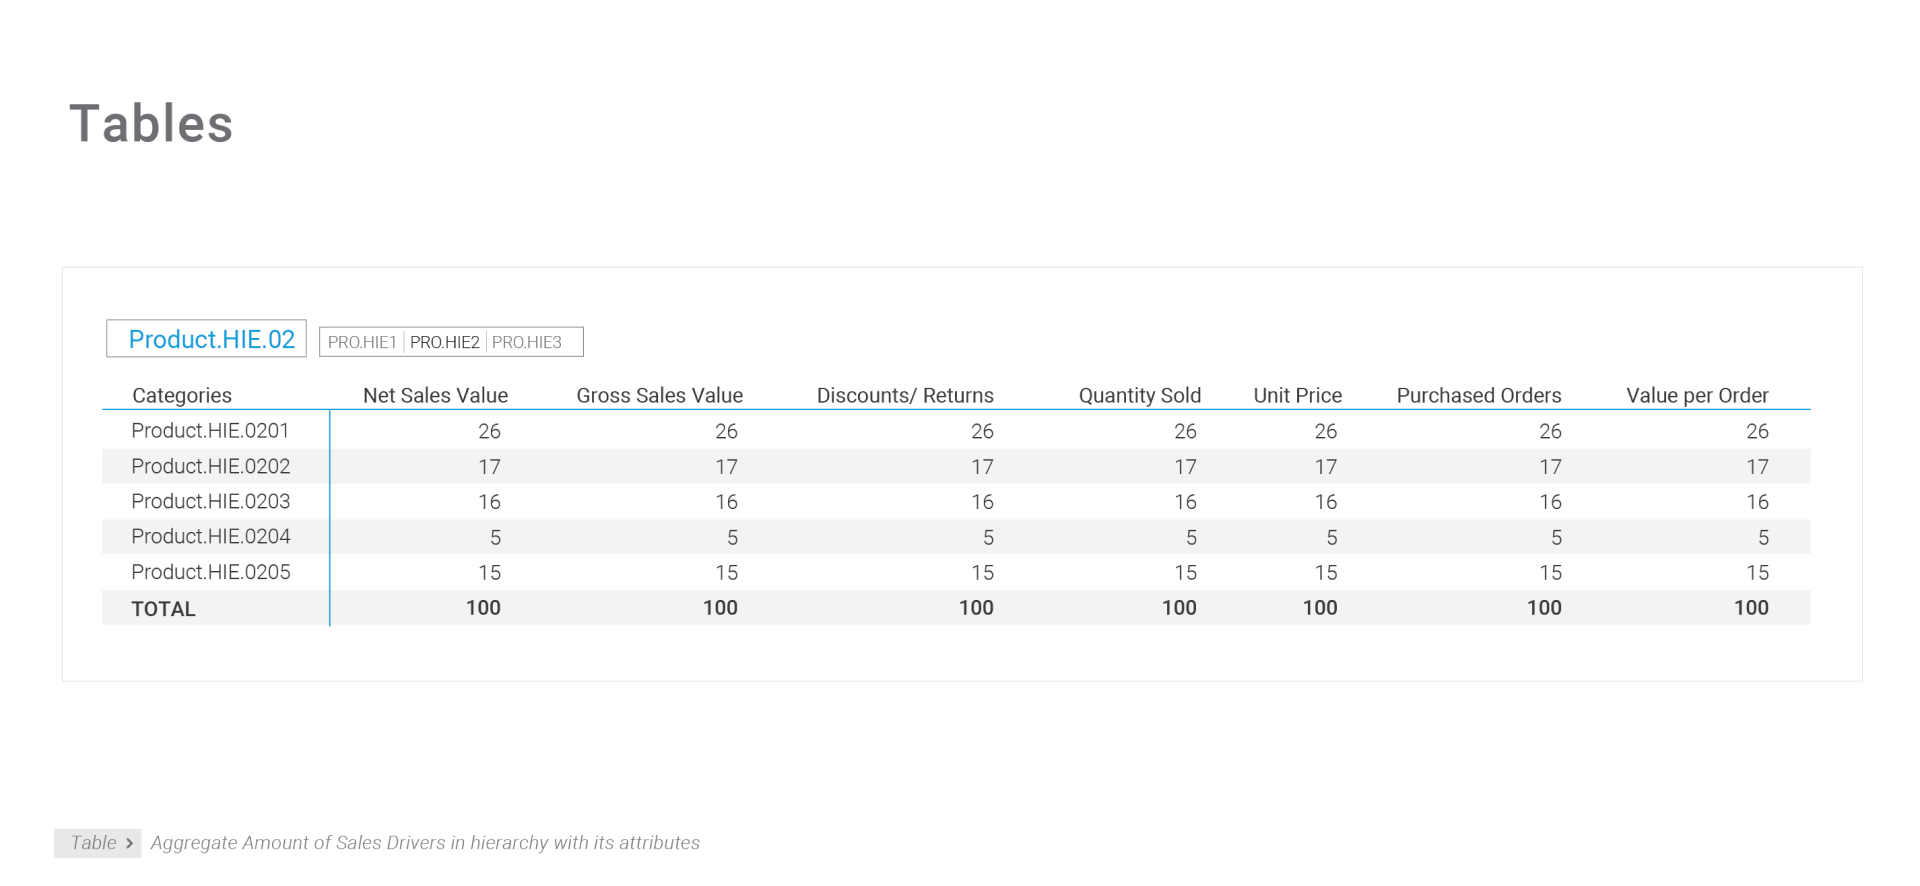 Tables
Product.HIE.02 PRO.HIE1 PRO.HIE2 PRO.HIE3
Categories Net Sales Value Gross Sales Value Discounts/ Returns Quantity Sold Unit Price Purchased Orders Value per Order
Product.HIE.0201 26 26 26 26 26 26 26
Product.HIE.0202 17 17 17 17 17 17 17
Product.HIE.0203 16 16 16 16 16 16 16
Product.HIE.0204 5 5 5 5 5 5 5
Product.HIE.0205 15 15 15 15 15 15 15
TOTAL 100 100 100 100 100 100 100
Table > Aggregate Amount of Sales Drivers in hierarchy with its attributes